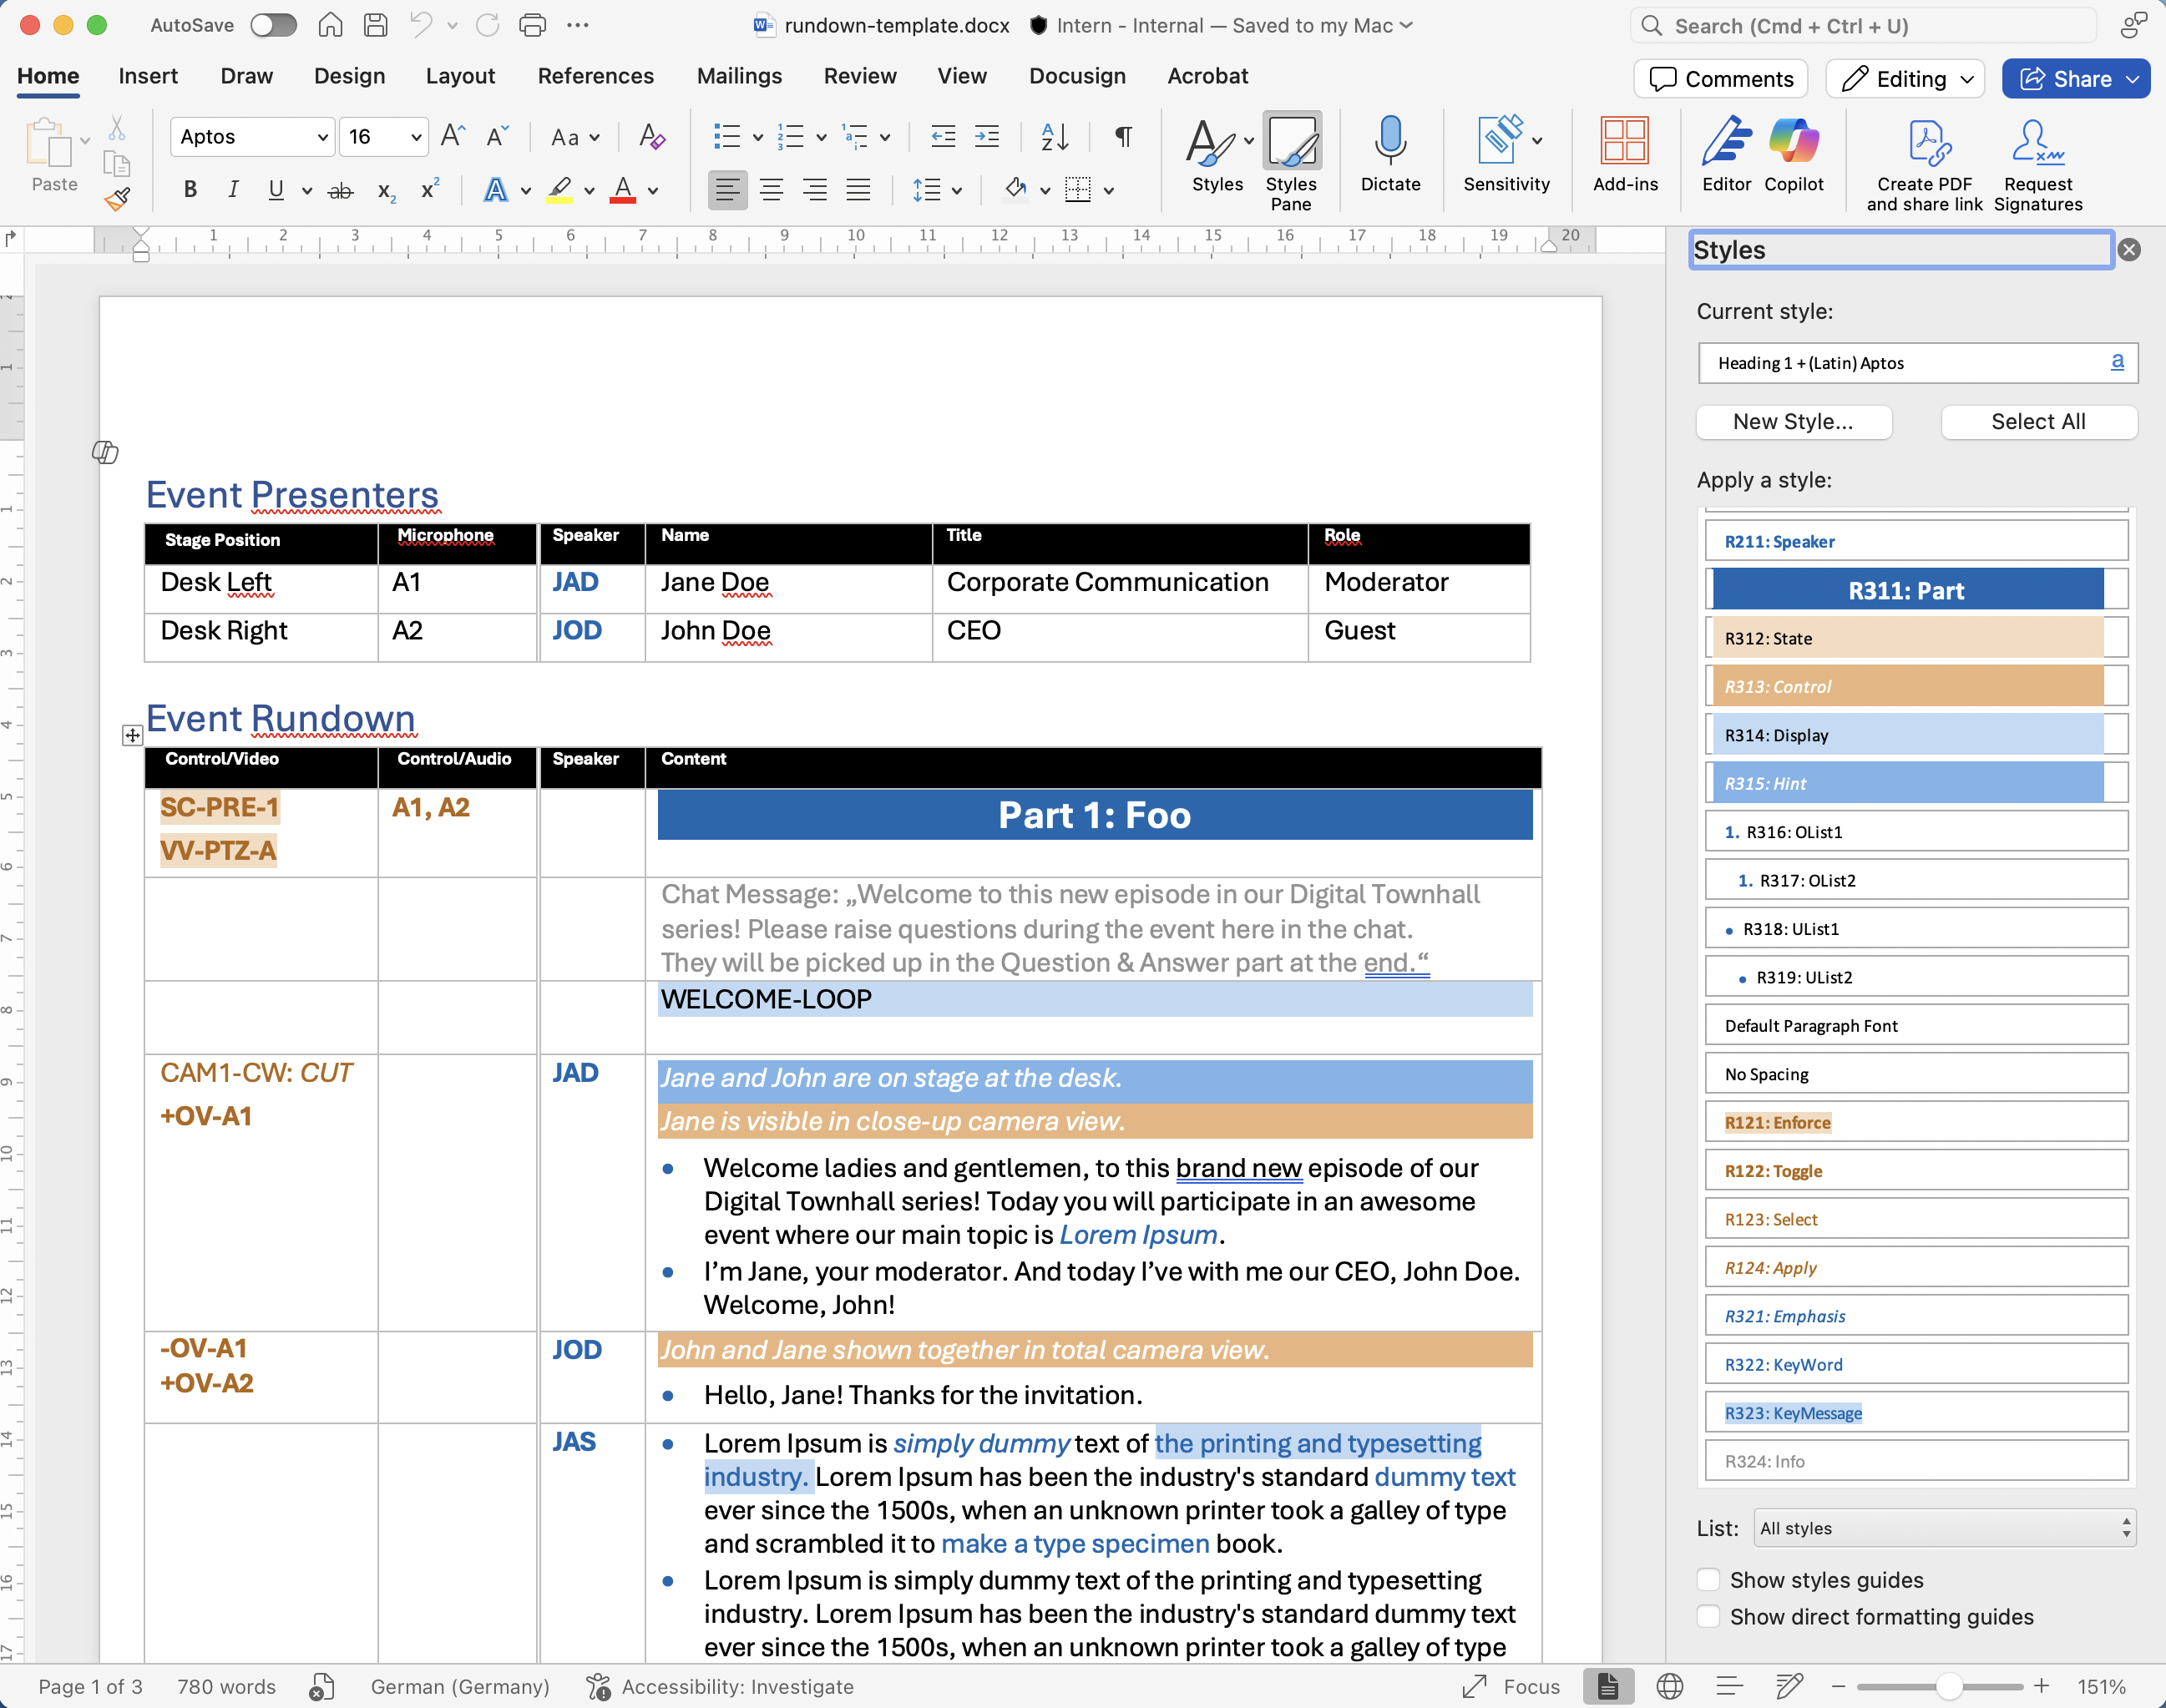 AutoSave
rundown-template.docx
Intern - Internal — Saved to my Mac
Search (Cmd + Ctrl + U)
Home Insert Draw Design Layout References Mailings Review View Docusign Acrobat
Comments Editing Share
Paste
Aptos 16
Styles
Styles Pane
Dictate
Sensitivity
Add-ins
Editor
Copilot
Create PDF and share link
Request Signatures
1 2 3 4 5 6 7 8 9 10 11 12 13 14 15 16 17 18 19 20
Event Presenters
Stage Position Microphone Speaker Name Title Role
Desk Left A1 JAD Jane Doe Corporate Communication Moderator
Desk Right A2 JOD John Doe CEO Guest
Event Rundown
Control/Video Control/Audio Speaker Content
SC-PRE-1 A1, A2 Part 1: Foo
VV-PTZ-A
Chat Message: „Welcome to this new episode in our Digital Townhall
series! Please raise questions during the event here in the chat.
They will be picked up in the Question & Answer part at the end.“
WELCOME-LOOP
CAM1-CW: CUT JAD Jane and John are on stage at the desk.
+OV-A1 Jane is visible in close-up camera view.
• Welcome ladies and gentlemen, to this brand new episode of our
Digital Townhall series! Today you will participate in an awesome
event where our main topic is Lorem Ipsum.
• I’m Jane, your moderator. And today I’ve with me our CEO, John Doe.
Welcome, John!
-OV-A1 JOD John and Jane shown together in total camera view.
+OV-A2
• Hello, Jane! Thanks for the invitation.
JAS • Lorem Ipsum is simply dummy text of the printing and typesetting
industry. Lorem Ipsum has been the industry's standard dummy text
ever since the 1500s, when an unknown printer took a galley of type
and scrambled it to make a type specimen book.
• Lorem Ipsum is simply dummy text of the printing and typesetting
industry. Lorem Ipsum has been the industry's standard dummy text
ever since the 1500s, when an unknown printer took a galley of type
Styles
Current style:
Heading 1 + (Latin) Aptos a
New Style... Select All
Apply a style:
R211: Speaker
R311: Part
R312: State
R313: Control
R314: Display
R315: Hint
1. R316: OList1
1. R317: OList2
• R318: UList1
• R319: UList2
Default Paragraph Font
No Spacing
R121: Enforce
R122: Toggle
R123: Select
R124: Apply
R321: Emphasis
R322: KeyWord
R323: KeyMessage
R324: Info
List: All styles
Show styles guides
Show direct formatting guides
Page 1 of 3 780 words German (Germany) Accessibility: Investigate Focus 151%